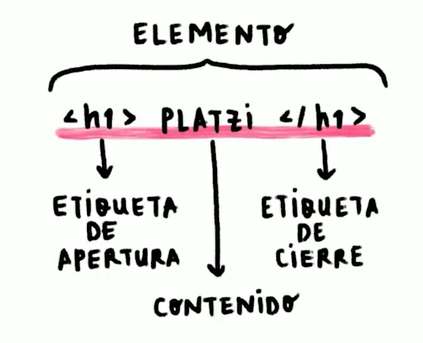 ELEMENTO
<h1> PLATZi </h1>
ETiQUETA
DE
APERTURA
CONTENIDO
ETiQUETA
DE
CiERRE